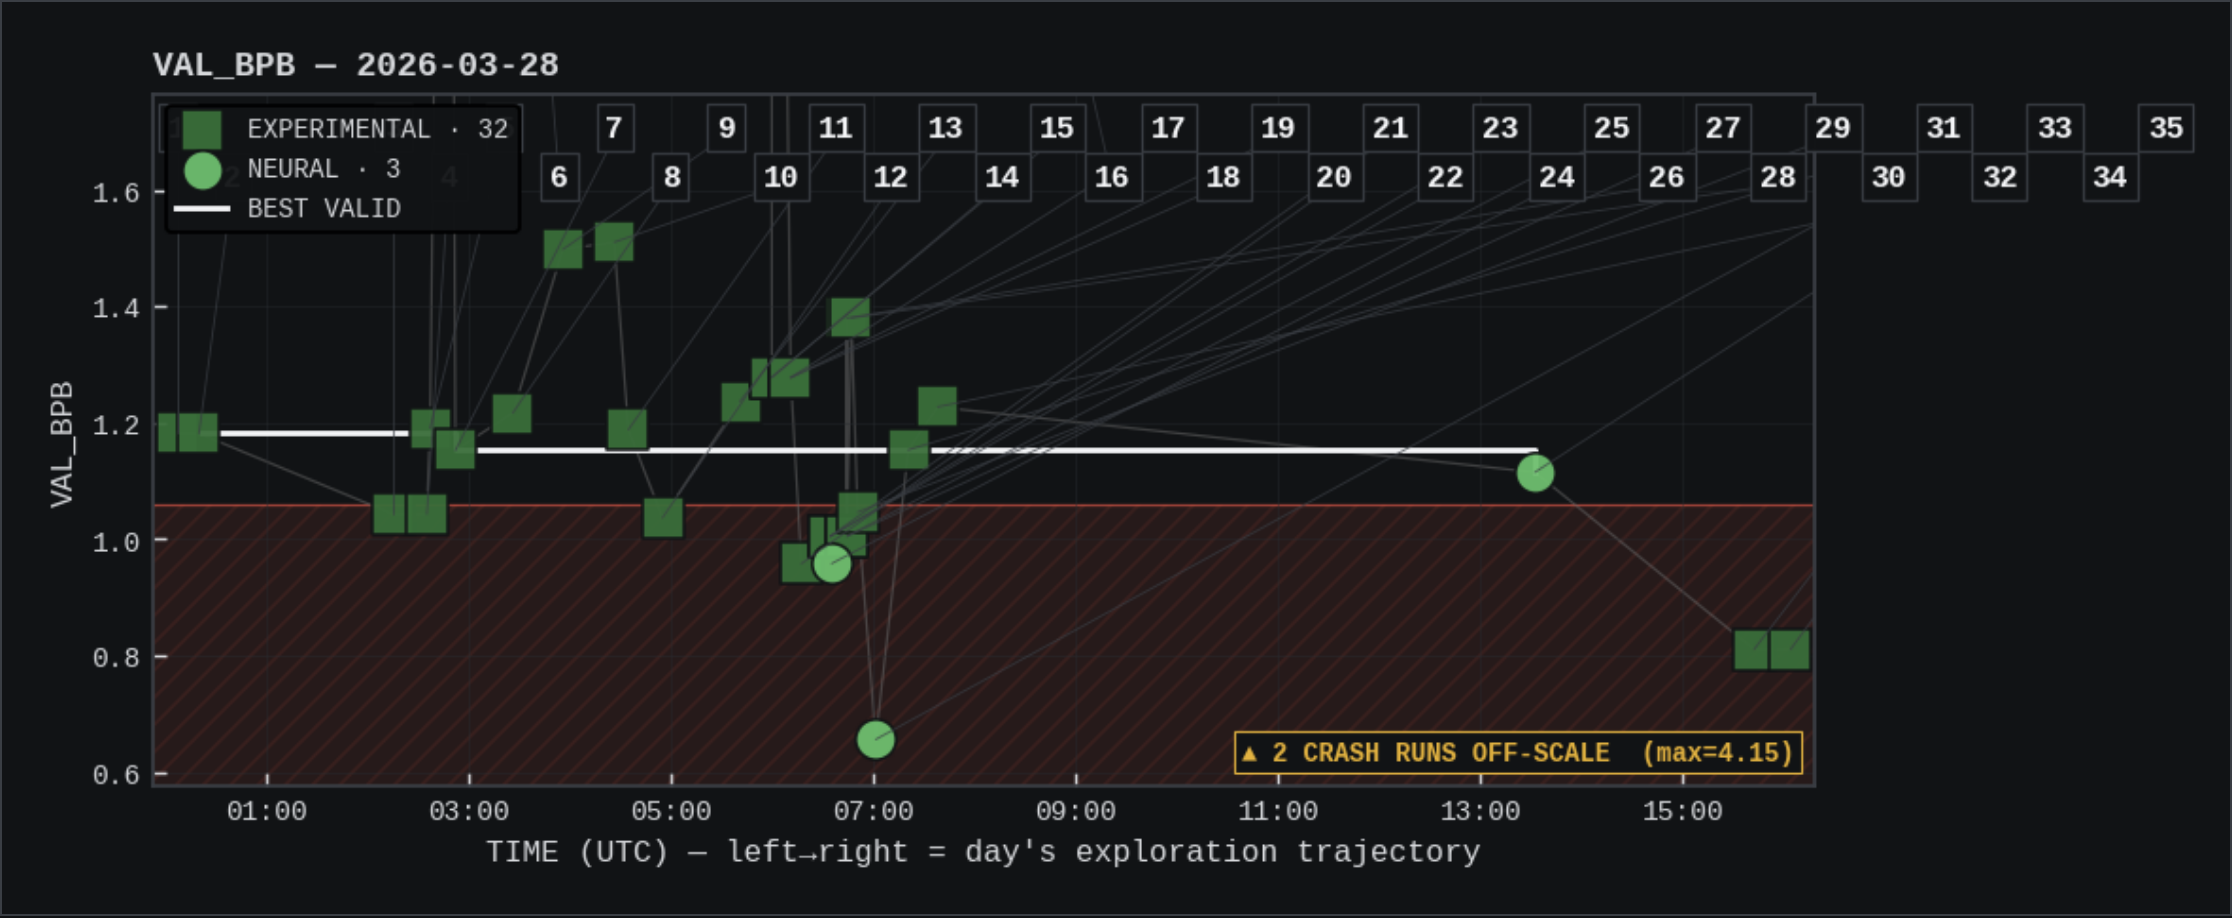 VAL_BPB — 2026-03-28
EXPERIMENTAL · 32
NEURAL · 3
BEST VALID
7 9 11 13 15 17 19 21 23 25 27 29 31 33 35
2 4 6 8 10 12 14 16 18 20 22 24 26 28 30 32 34
1.6
1.4
1.2
1.0
0.8
0.6
VAL_BPB
▲ 2 CRASH RUNS OFF-SCALE (max=4.15)
01:00 03:00 05:00 07:00 09:00 11:00 13:00 15:00
TIME (UTC) — left→right = day's exploration trajectory